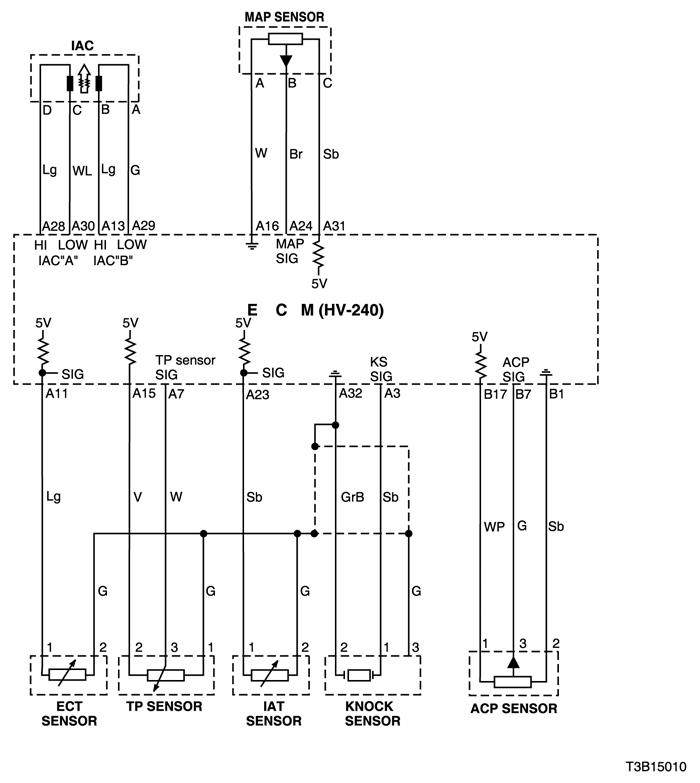 MAP SENSOR
IAC
A B C
D C B A
W Br Sb
Lg WL Lg G
A28 A30 A13 A29 A16 A24 A31
HI LOW HI LOW
IAC"A" IAC"B"
MAP
SIG
5V
E C M (HV-240)
5V 5V 5V
5V
TP sensor
SIG
KS
SIG
ACP
SIG
SIG SIG
A11 A15 A7 A23 A32 A3 B17 B7 B1
Lg V W Sb GrB Sb
WP G Sb
G G G G
1 2 2 3 1 1 2 2 1 3 1 3 2
ECT
SENSOR
TP SENSOR
IAT
SENSOR
KNOCK
SENSOR
ACP SENSOR
T3B15010